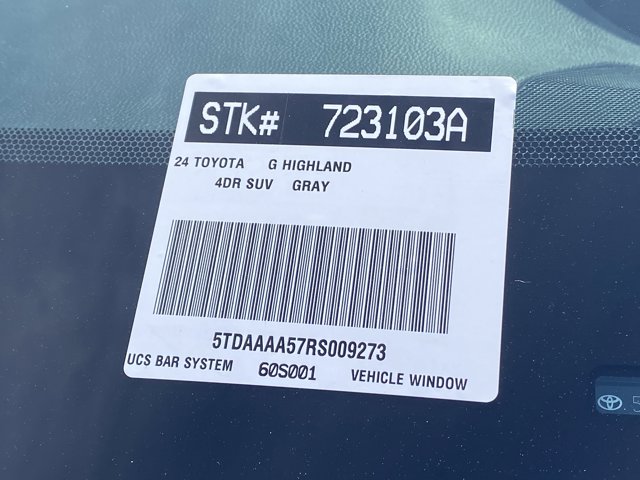 STK# 723103A
24 TOYOTA G HIGHLAND
4DR SUV GRAY
5TDAAAA57RS009273
UCS BAR SYSTEM 60S001 VEHICLE WINDOW